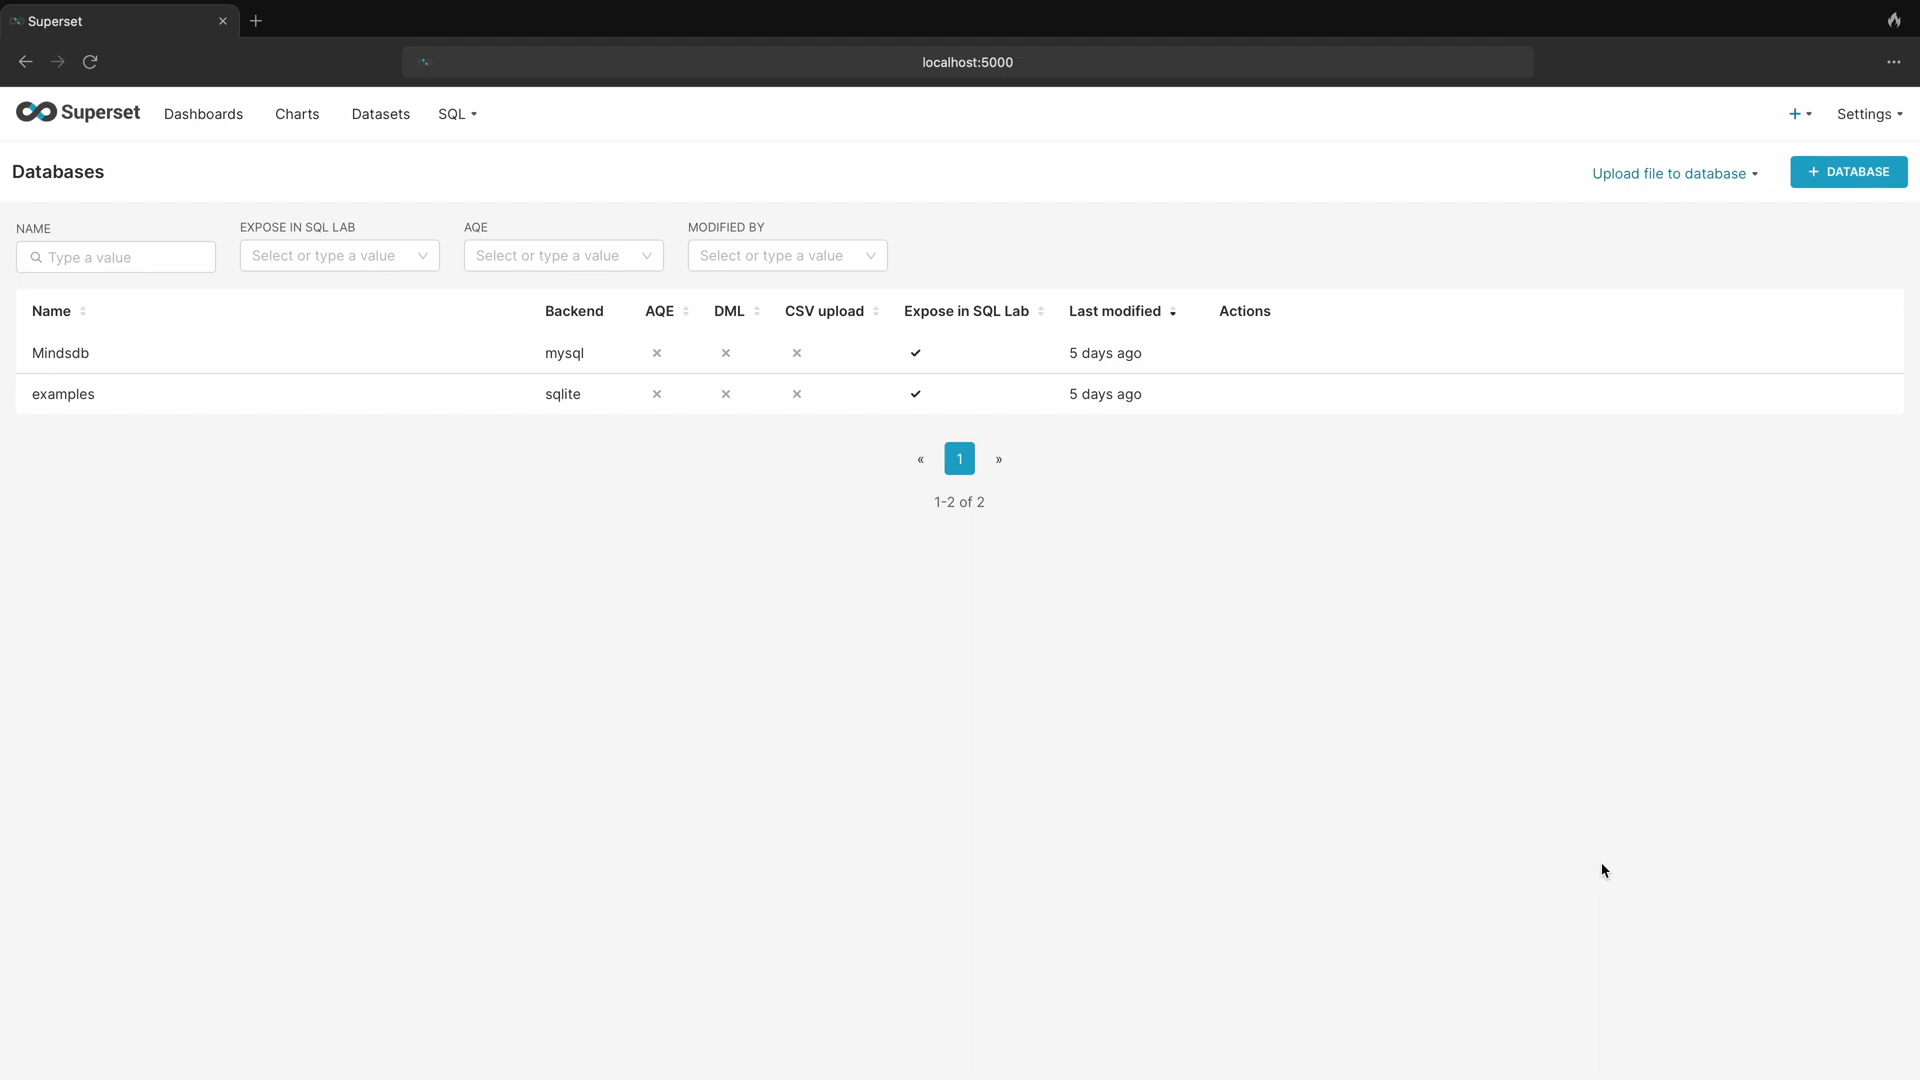 Superset
localhost:5000
Superset Dashboards Charts Datasets SQL Settings
Databases Upload file to database + DATABASE
NAME EXPOSE IN SQL LAB AQE MODIFIED BY
Type a value Select or type a value Select or type a value Select or type a value
Name Backend AQE DML CSV upload Expose in SQL Lab Last modified Actions
Mindsdb mysql 5 days ago
examples sqlite 5 days ago
« 1 »
1-2 of 2